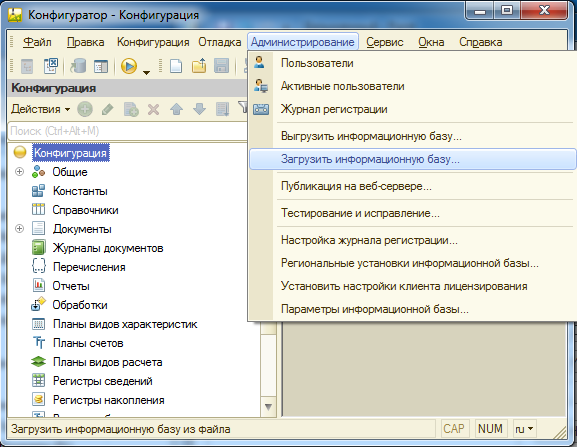 Конфигуратор - Конфигурация
Файл Правка Конфигурация Отладка Администрирование Сервис Окна Справка
Конфигурация
Действия
Поиск (Ctrl+Alt+M)
Конфигурация
Общие
Константы
Справочники
Документы
Журналы документов
Перечисления
Отчеты
Обработки
Планы видов характеристик
Планы счетов
Планы видов расчета
Регистры сведений
Регистры накопления
Пользователи
Активные пользователи
Журнал регистрации
Выгрузить информационную базу...
Загрузить информационную базу...
Публикация на веб-сервере...
Тестирование и исправление...
Настройка журнала регистрации...
Региональные установки информационной базы...
Установить настройки клиента лицензирования
Параметры информационной базы...
Загрузить информационную базу из файла
CAP NUM ru